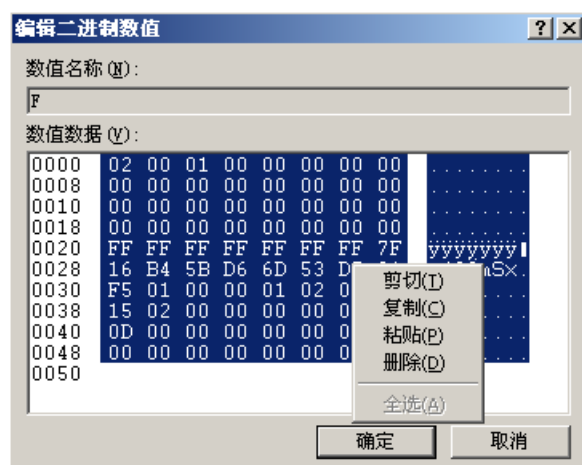 编辑二进制数值
数值名称(N):
F
数值数据(V):
0000 02 00 01 00 00 00 00 00 ........
0008 00 00 00 00 00 00 00 00 ........
0010 00 00 00 00 00 00 00 00 ........
0018 00 00 00 00 00 00 00 00 ........
0020 FF FF FF FF FF FF FF 7F ÿÿÿÿÿÿÿ
0028 16 B4 5B D6 6D 53 mS×.
0030 F5 01 00 00 01 02
0038 15 02 00 00 00 00
0040 0D 00 00 00 00 00
0048 00 00 00 00 00 00
0050
剪切(T)
复制(C)
粘贴(P)
删除(D)
全选(A)
确定 取消